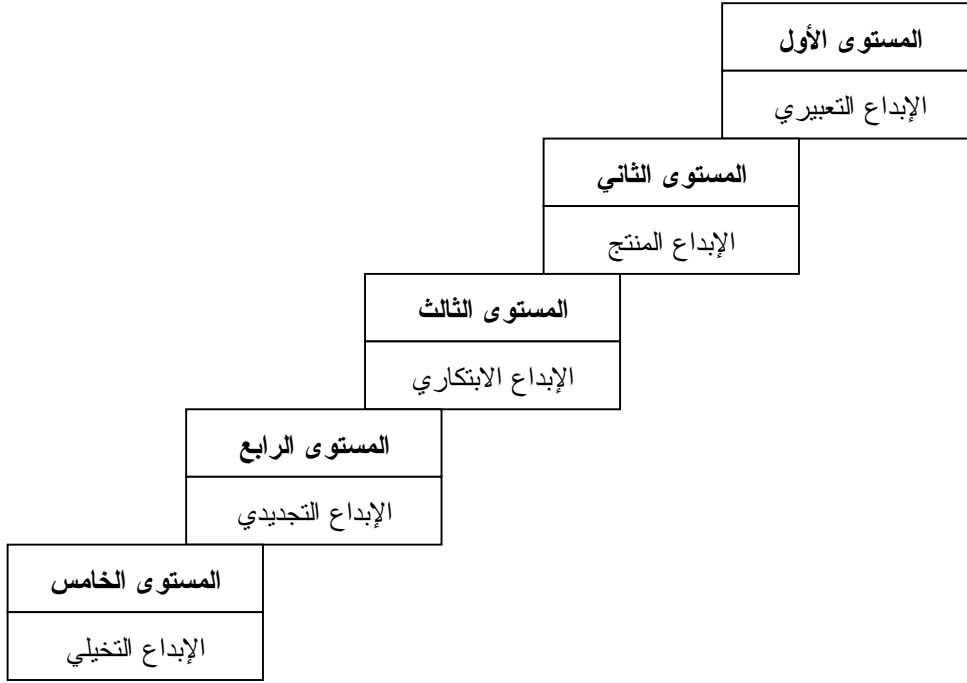 المستوى الأول
الإبداع التعبيري
المستوى الثاني
الإبداع المنتج
المستوى الثالث
الإبداع الابتكاري
المستوى الرابع
الإبداع التجديدي
المستوى الخامس
الإبداع التخيلي